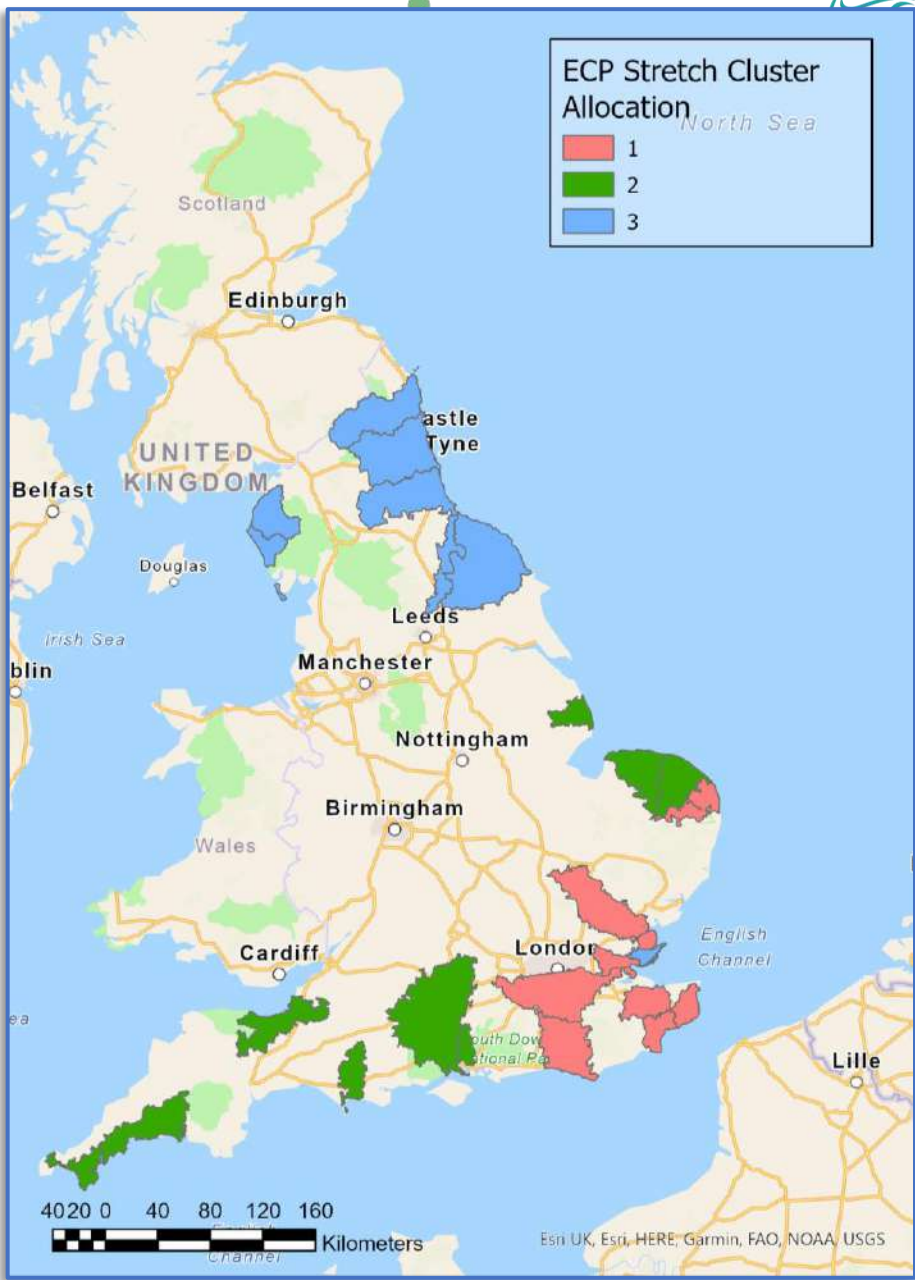 ECP Stretch Cluster
Allocation
North Sea
1
2
3
Scotland
Edinburgh
astle
Tyne
UNITED
KINGDOM
Belfast
Douglas
Leeds
Irish Sea
Manchester
blin
Nottingham
Birmingham
Wales
English
Channel
Cardiff
Londor
ea
outh Dow
ational Pa
Lille
40 20 0 40 80 120 160
Kilometers
Channel
Esri UK, Esri, HERE, Garmin, FAO, NOAA, USGS